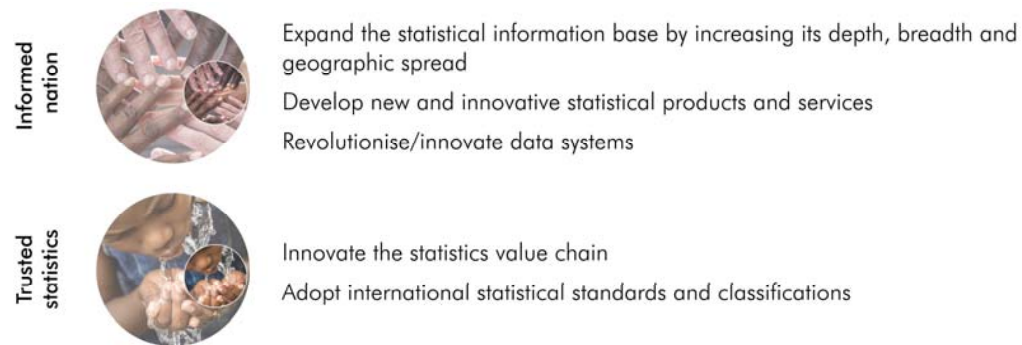 Informed
nation
Expand the statistical information base by increasing its depth, breadth and
geographic spread
Develop new and innovative statistical products and services
Revolutionise/innovate data systems
Trusted
statistics
Innovate the statistics value chain
Adopt international statistical standards and classifications